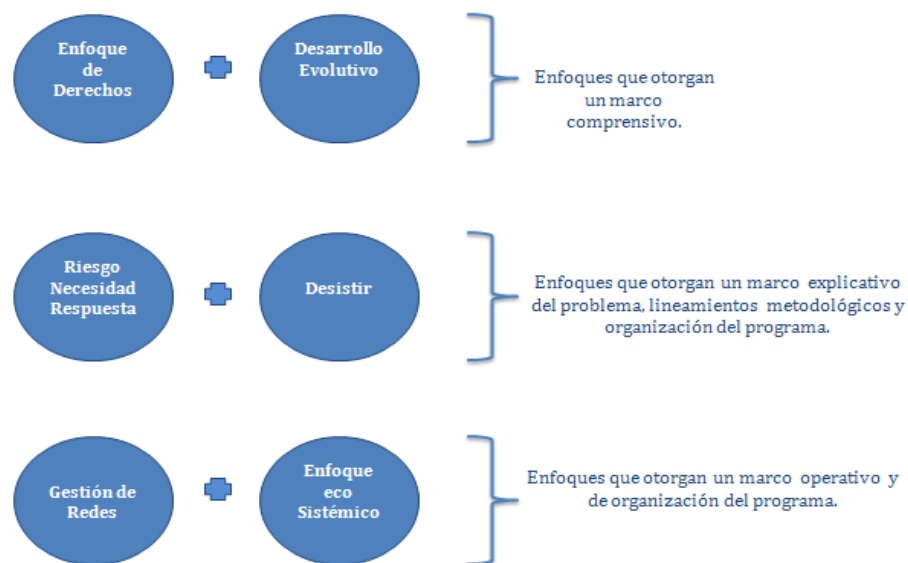 Enfoque
de
Derechos
Desarrollo
Evolutivo
Enfoques que otorgan
un marco
comprensivo.
Riesgo
Necesidad
Respuesta
Desistir
Enfoques que otorgan un marco explicativo
del problema, lineamientos metodológicos y
organización del programa.
Gestión de
Redes
Enfoque
eco
Sistémico
Enfoques que otorgan un marco operativo y
de organización del programa.